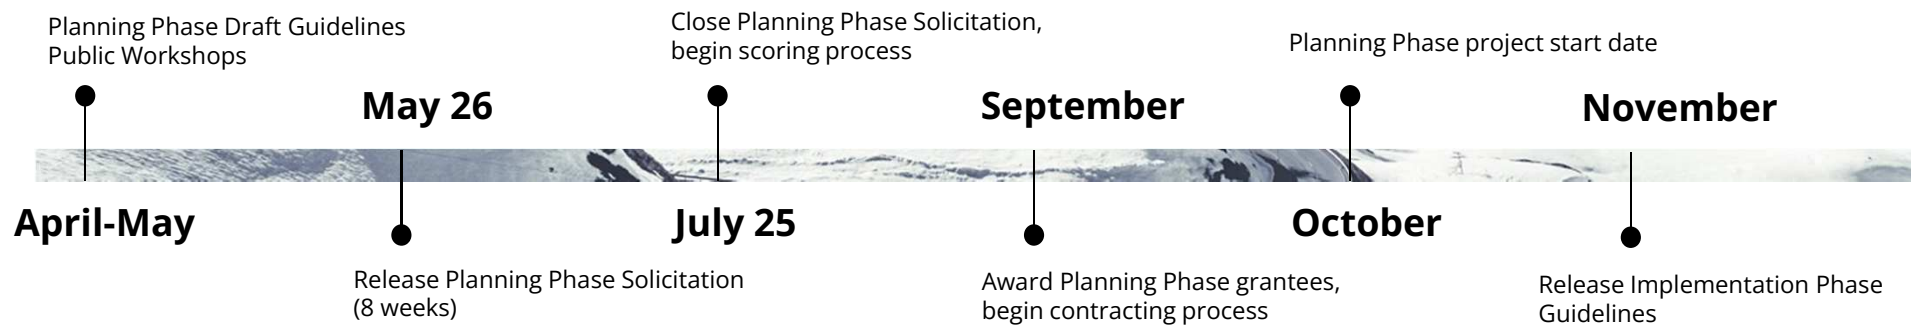 Planning Phase Draft Guidelines
Public Workshops
April-May
May 26
Release Planning Phase Solicitation
(8 weeks)
Close Planning Phase Solicitation,
begin scoring process
July 25
September
Award Planning Phase grantees,
begin contracting process
Planning Phase project start date
October
November
Release Implementation Phase
Guidelines